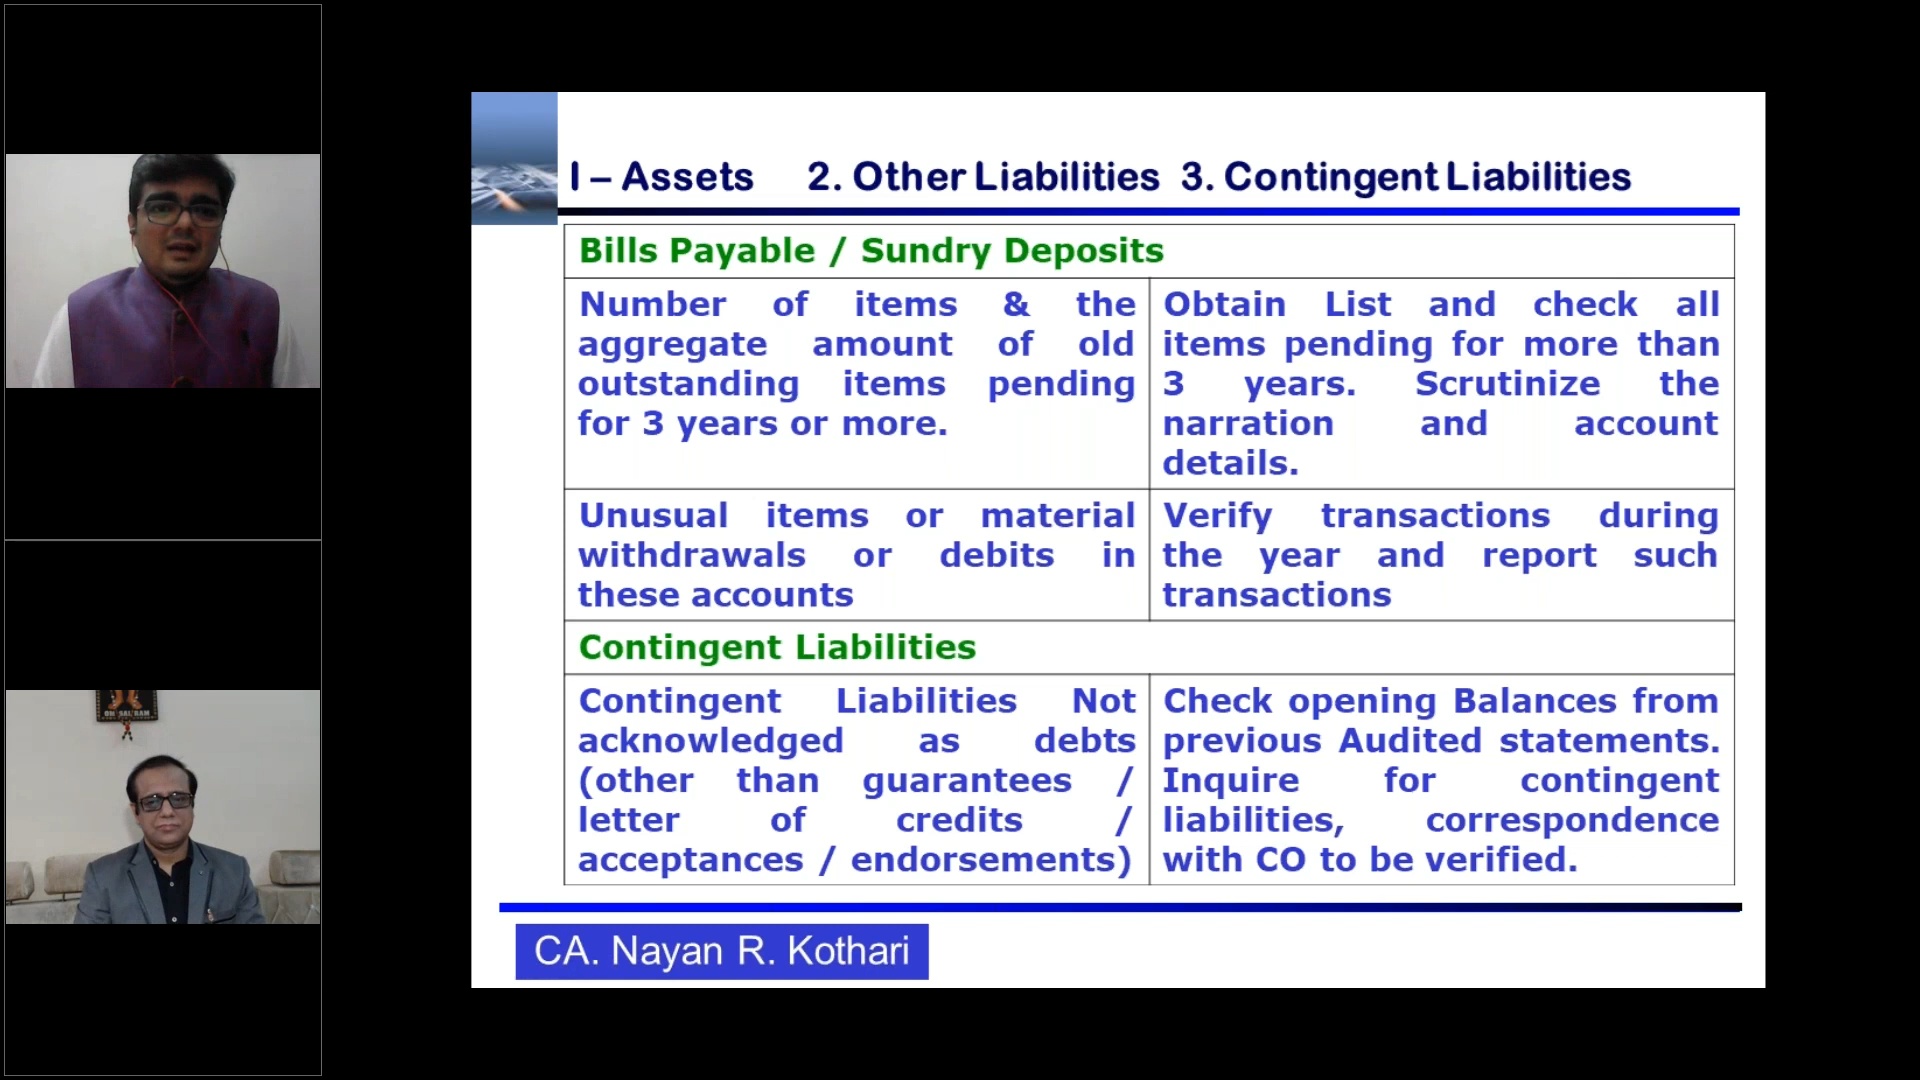 I – Assets 2. Other Liabilities 3. Contingent Liabilities
Bills Payable / Sundry Deposits
Number of items & the
aggregate amount of old
outstanding items pending
for 3 years or more.
Obtain List and check all
items pending for more than
3 years. Scrutinize the
narration and account
details.
Unusual items or material
withdrawals or debits in
these accounts
Verify transactions during
the year and report such
transactions
Contingent Liabilities
Contingent Liabilities Not
acknowledged as debts
(other than guarantees /
letter of credits /
acceptances / endorsements)
Check opening Balances from
previous Audited statements.
Inquire for contingent
liabilities, correspondence
with CO to be verified.
CA. Nayan R. Kothari
OM SAI RAM